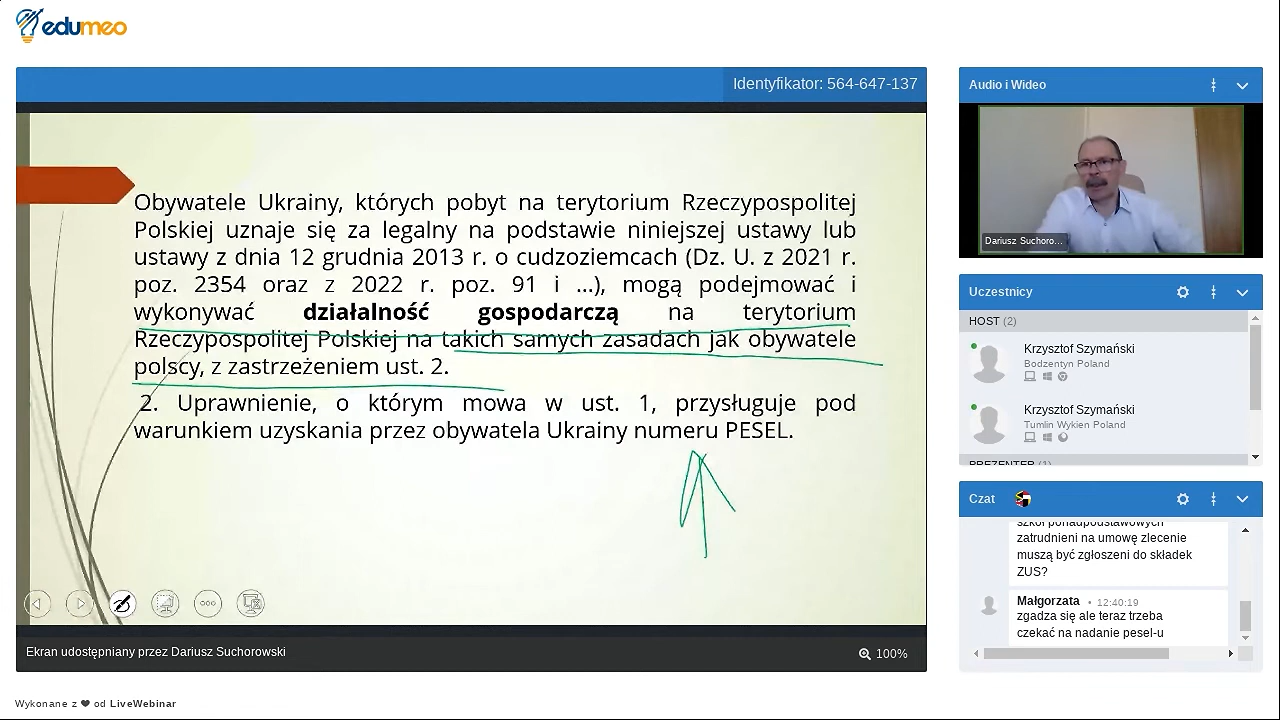 edumeo
Identyfikator: 564-647-137
Obywatele Ukrainy, których pobyt na terytorium Rzeczypospolitej
Polskiej uznaje się za legalny na podstawie niniejszej ustawy lub
ustawy z dnia 12 grudnia 2013 r. o cudzoziemcach (Dz. U. z 2021 r.
poz. 2354 oraz z 2022 r. poz. 91 i ...), mogą podejmować i
wykonywać działalność gospodarczą na terytorium
Rzeczypospolitej Polskiej na takich samych zasadach jak obywatele
polscy, z zastrzeżeniem ust. 2.
2. Uprawnienie, o którym mowa w ust. 1, przysługuje pod
warunkiem uzyskania przez obywatela Ukrainy numeru PESEL.
Ekran udostępniany przez Dariusz Suchorowski
100%
Wykonane z ❤ od LiveWebinar
Audio i Wideo
Dariusz Suchoro...
Uczestnicy
HOST (2)
Krzysztof Szymański
Bodzentyn Poland
Krzysztof Szymański
Tumlin Wykien Poland
PREZENTER (1)
Czat
szkół ponadpodstawowych
zatrudnieni na umowę zlecenie
muszą być zgłoszeni do składek
ZUS?
Małgorzata • 12:40:19
zgadza się ale teraz trzeba
czekać na nadanie pesel-u